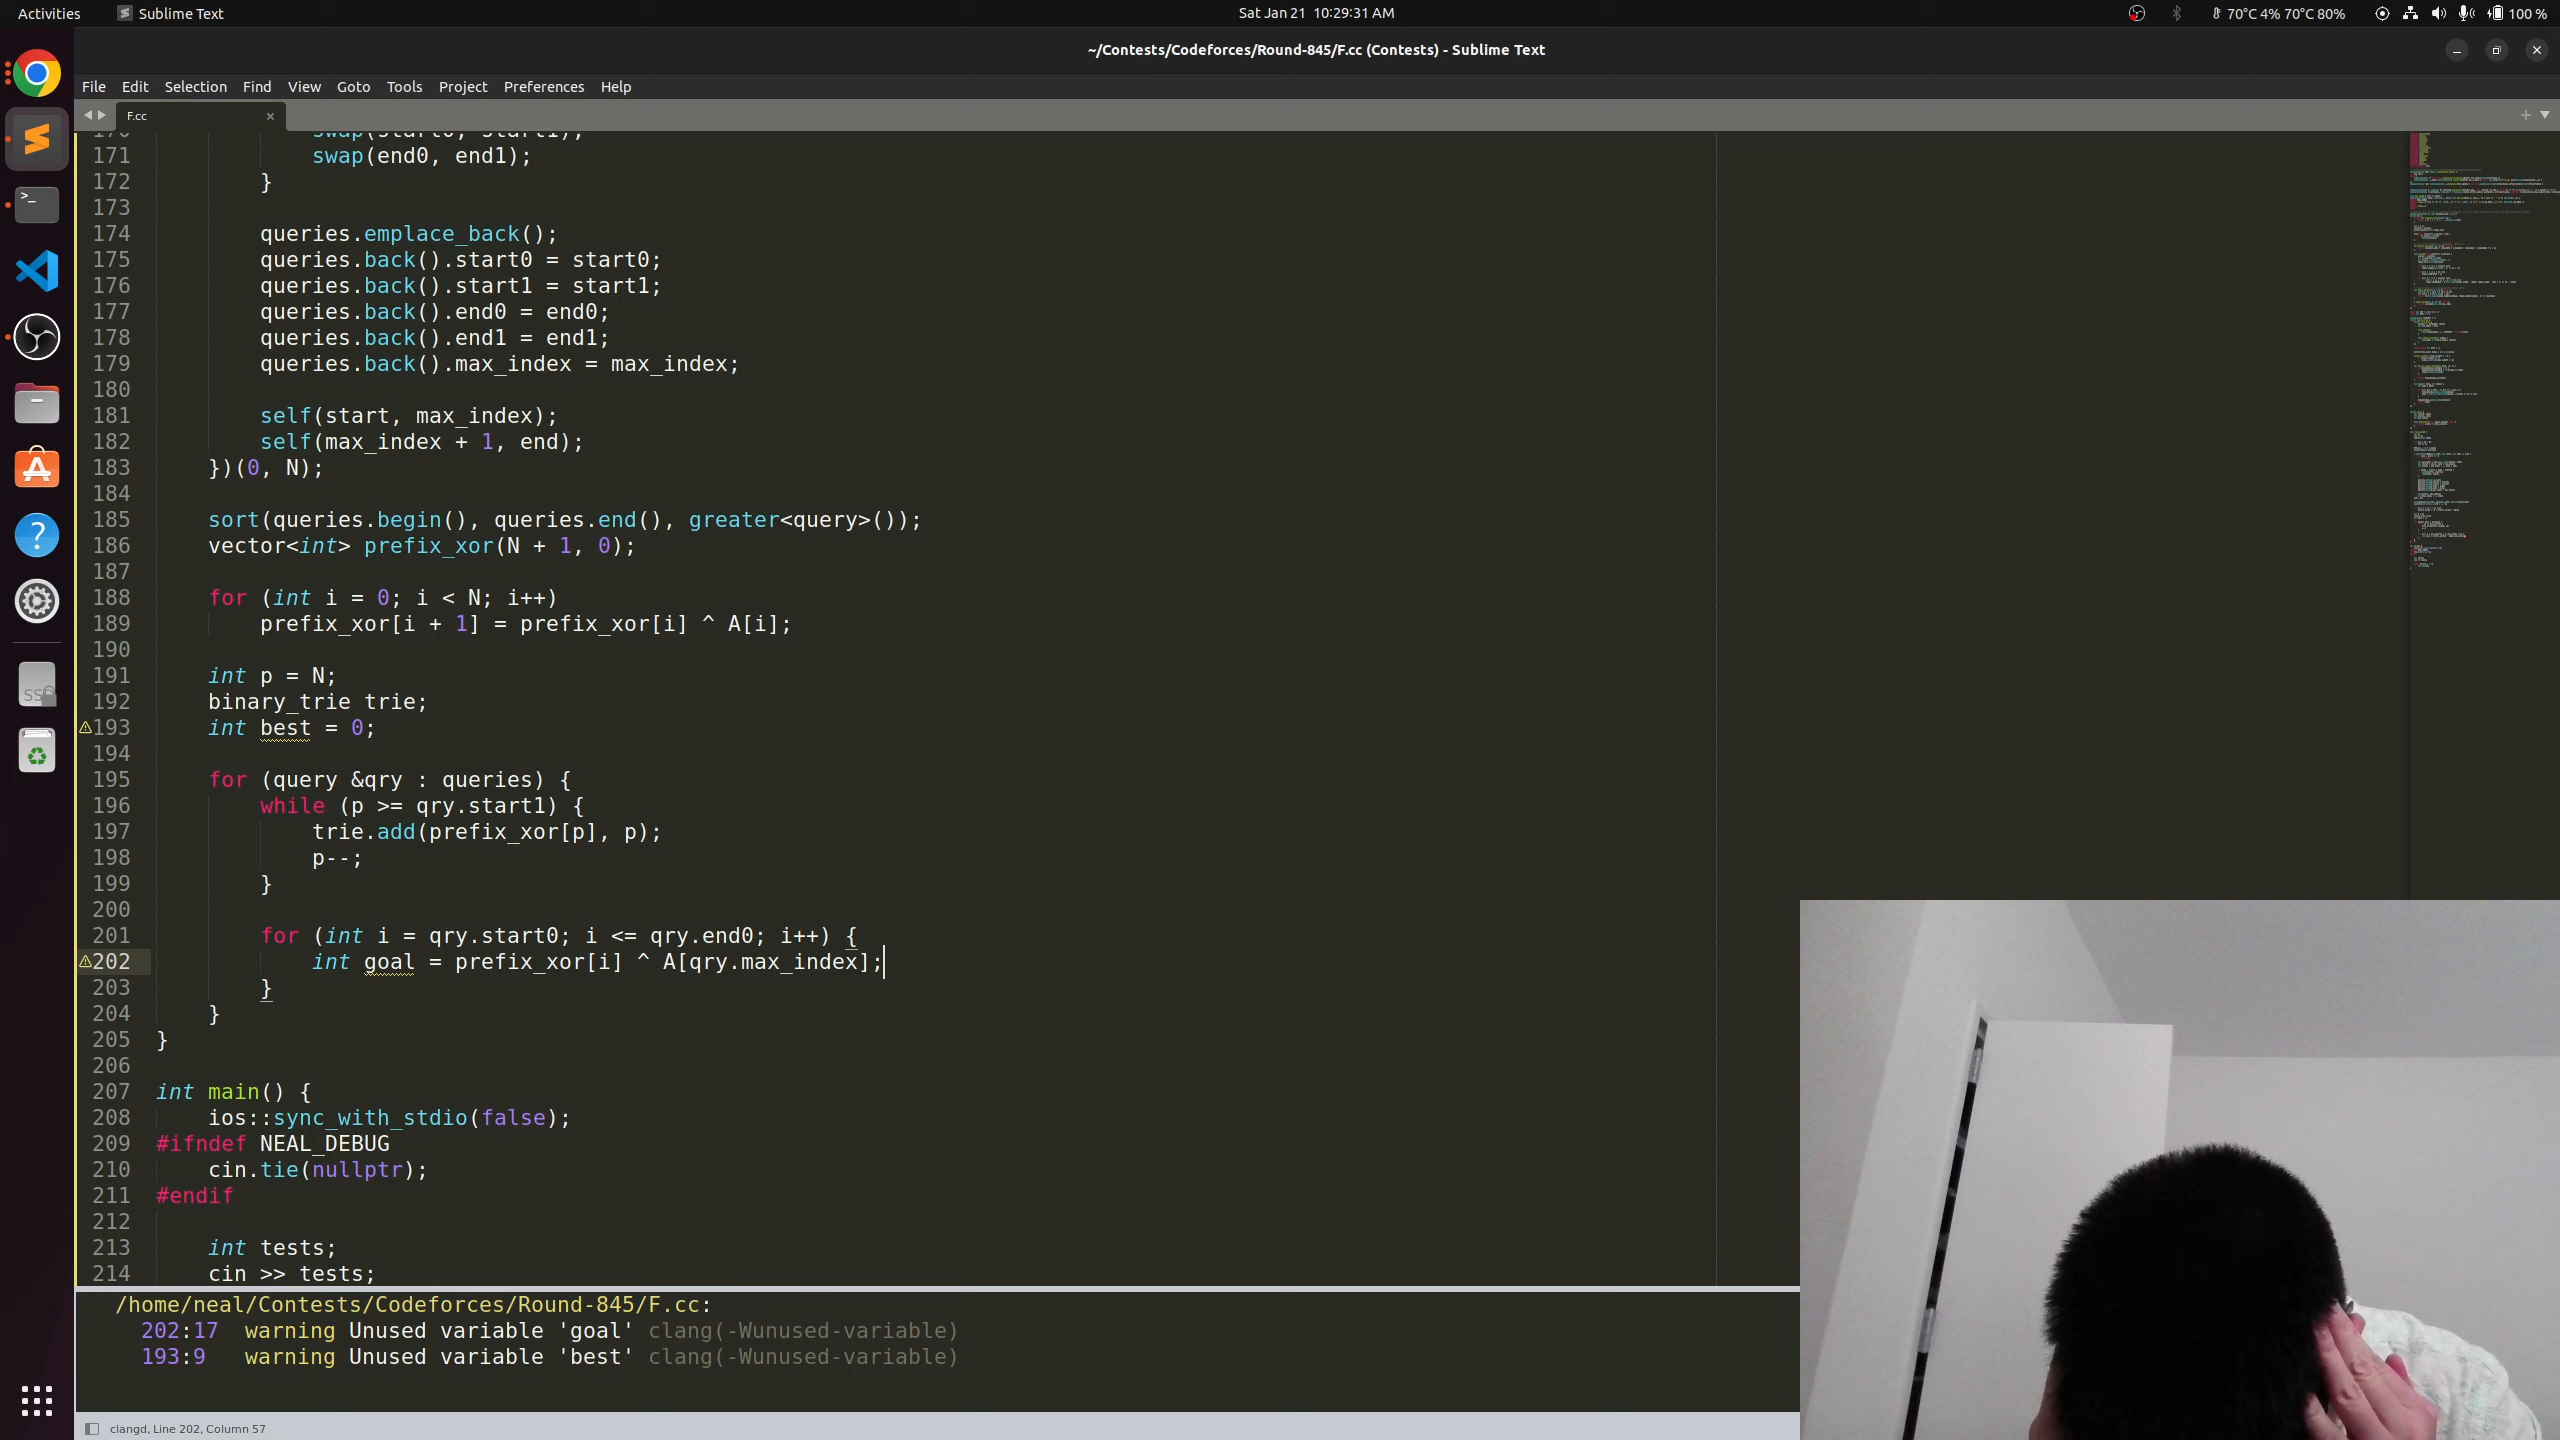 Activities
Sublime Text
Sat Jan 21 10:29:31 AM
70°C 4% 70°C 80%
100 %
~/Contests/Codeforces/Round-845/F.cc (Contests) - Sublime Text
File Edit Selection Find View Goto Tools Project Preferences Help
F.cc
170 swap(start0, start1);
171 swap(end0, end1);
172 }
173
174 queries.emplace_back();
175 queries.back().start0 = start0;
176 queries.back().start1 = start1;
177 queries.back().end0 = end0;
178 queries.back().end1 = end1;
179 queries.back().max_index = max_index;
180
181 self(start, max_index);
182 self(max_index + 1, end);
183 })(0, N);
184
185 sort(queries.begin(), queries.end(), greater<query>());
186 vector<int> prefix_xor(N + 1, 0);
187
188 for (int i = 0; i < N; i++)
189 prefix_xor[i + 1] = prefix_xor[i] ^ A[i];
190
191 int p = N;
192 binary_trie trie;
193 int best = 0;
194
195 for (query &qry : queries) {
196 while (p >= qry.start1) {
197 trie.add(prefix_xor[p], p);
198 p--;
199 }
200
201 for (int i = qry.start0; i <= qry.end0; i++) {
202 int goal = prefix_xor[i] ^ A[qry.max_index];
203 }
204 }
205 }
206
207 int main() {
208 ios::sync_with_stdio(false);
209 #ifndef NEAL_DEBUG
210 cin.tie(nullptr);
211 #endif
212
213 int tests;
214 cin >> tests;
/home/neal/Contests/Codeforces/Round-845/F.cc:
202:17 warning Unused variable 'goal' clang(-Wunused-variable)
193:9 warning Unused variable 'best' clang(-Wunused-variable)
clangd, Line 202, Column 57